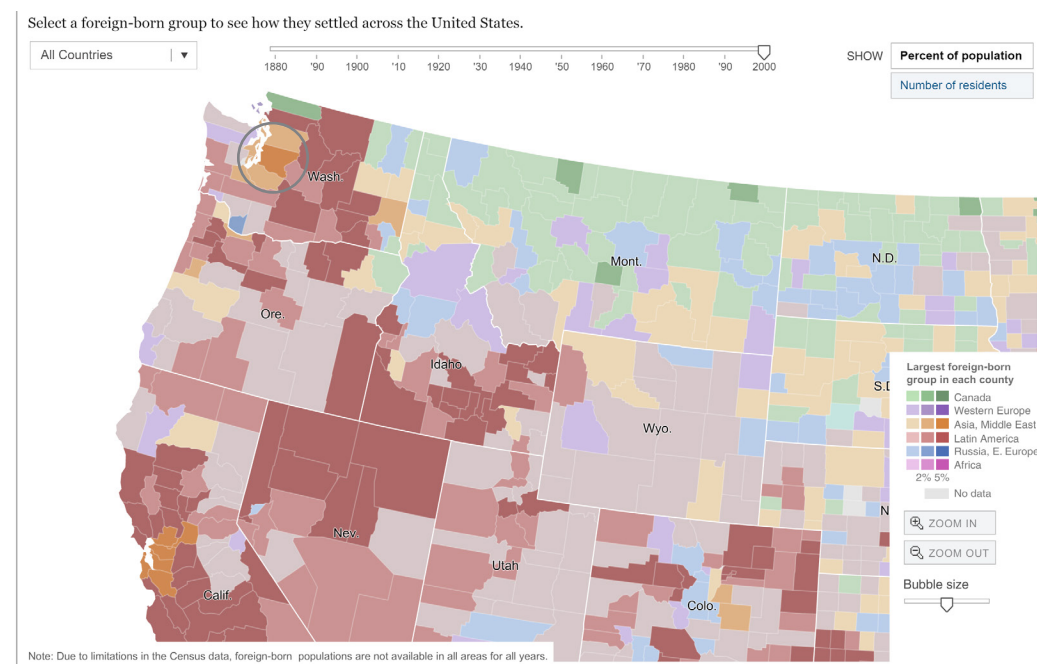 Select a foreign-born group to see how they settled across the United States.
All Countries
1880 '90 1900 '10 1920 '30 1940 '50 1960 '70 1980 '90 2000
SHOW
Percent of population
Number of residents
Wash.
Mont.
N.D.
Ore.
Idaho
S.D
Wyo.
Largest foreign-born
group in each county
Canada
Western Europe
Asia, Middle East
Latin America
Russia, E. Europe
Africa
2% 5%
No data
N
ZOOM IN
ZOOM OUT
Bubble size
Nev.
Utah
Calif.
Colo.
Note: Due to limitations in the Census data, foreign-born populations are not available in all areas for all years.